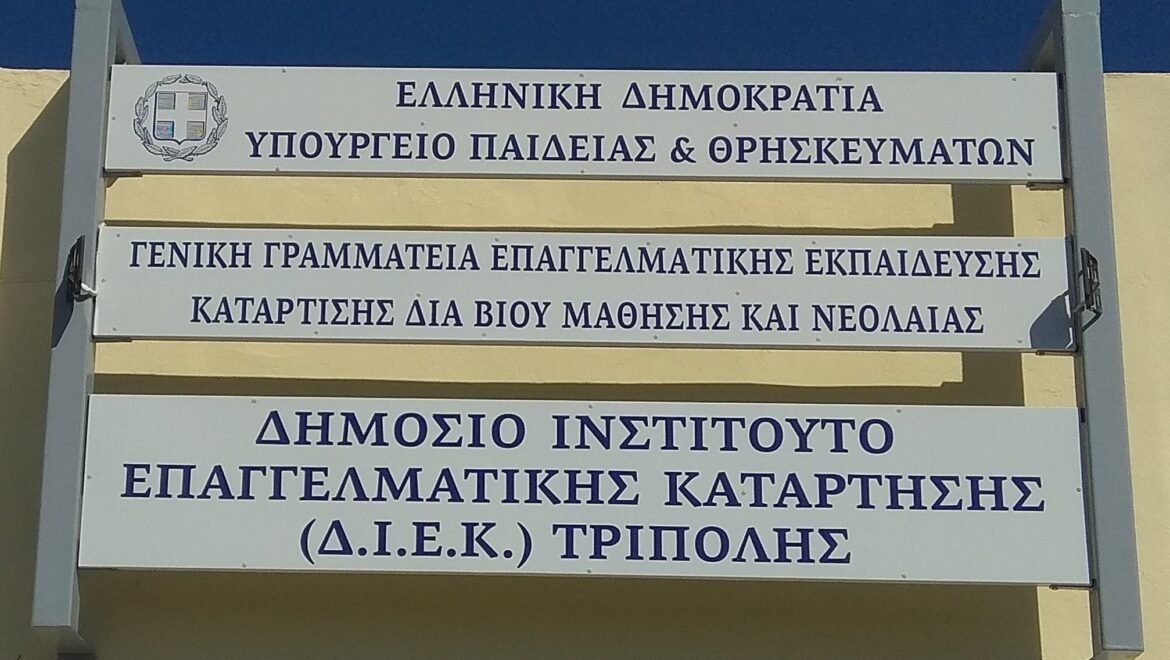 ΕΛΛΗΝΙΚΗ ΔΗΜΟΚΡΑΤΙΑ
ΥΠΟΥΡΓΕΙΟ ΠΑΙΔΕΙΑΣ & ΘΡΗΣΚΕΥΜΑΤΩΝ
ΓΕΝΙΚΗ ΓΡΑΜΜΑΤΕΙΑ ΕΠΑΓΓΕΛΜΑΤΙΚΗΣ ΕΚΠΑΙΔΕΥΣΗΣ
ΚΑΤΑΡΤΙΣΗΣ ΔΙΑ ΒΙΟΥ ΜΑΘΗΣΗΣ ΚΑΙ ΝΕΟΛΑΙΑΣ
ΔΗΜΟΣΙΟ ΙΝΣΤΙΤΟΥΤΟ
ΕΠΑΓΓΕΛΜΑΤΙΚΗΣ ΚΑΤΑΡΤΗΣΗΣ
(Δ.Ι.Ε.Κ.) ΤΡΙΠΟΛΗΣ